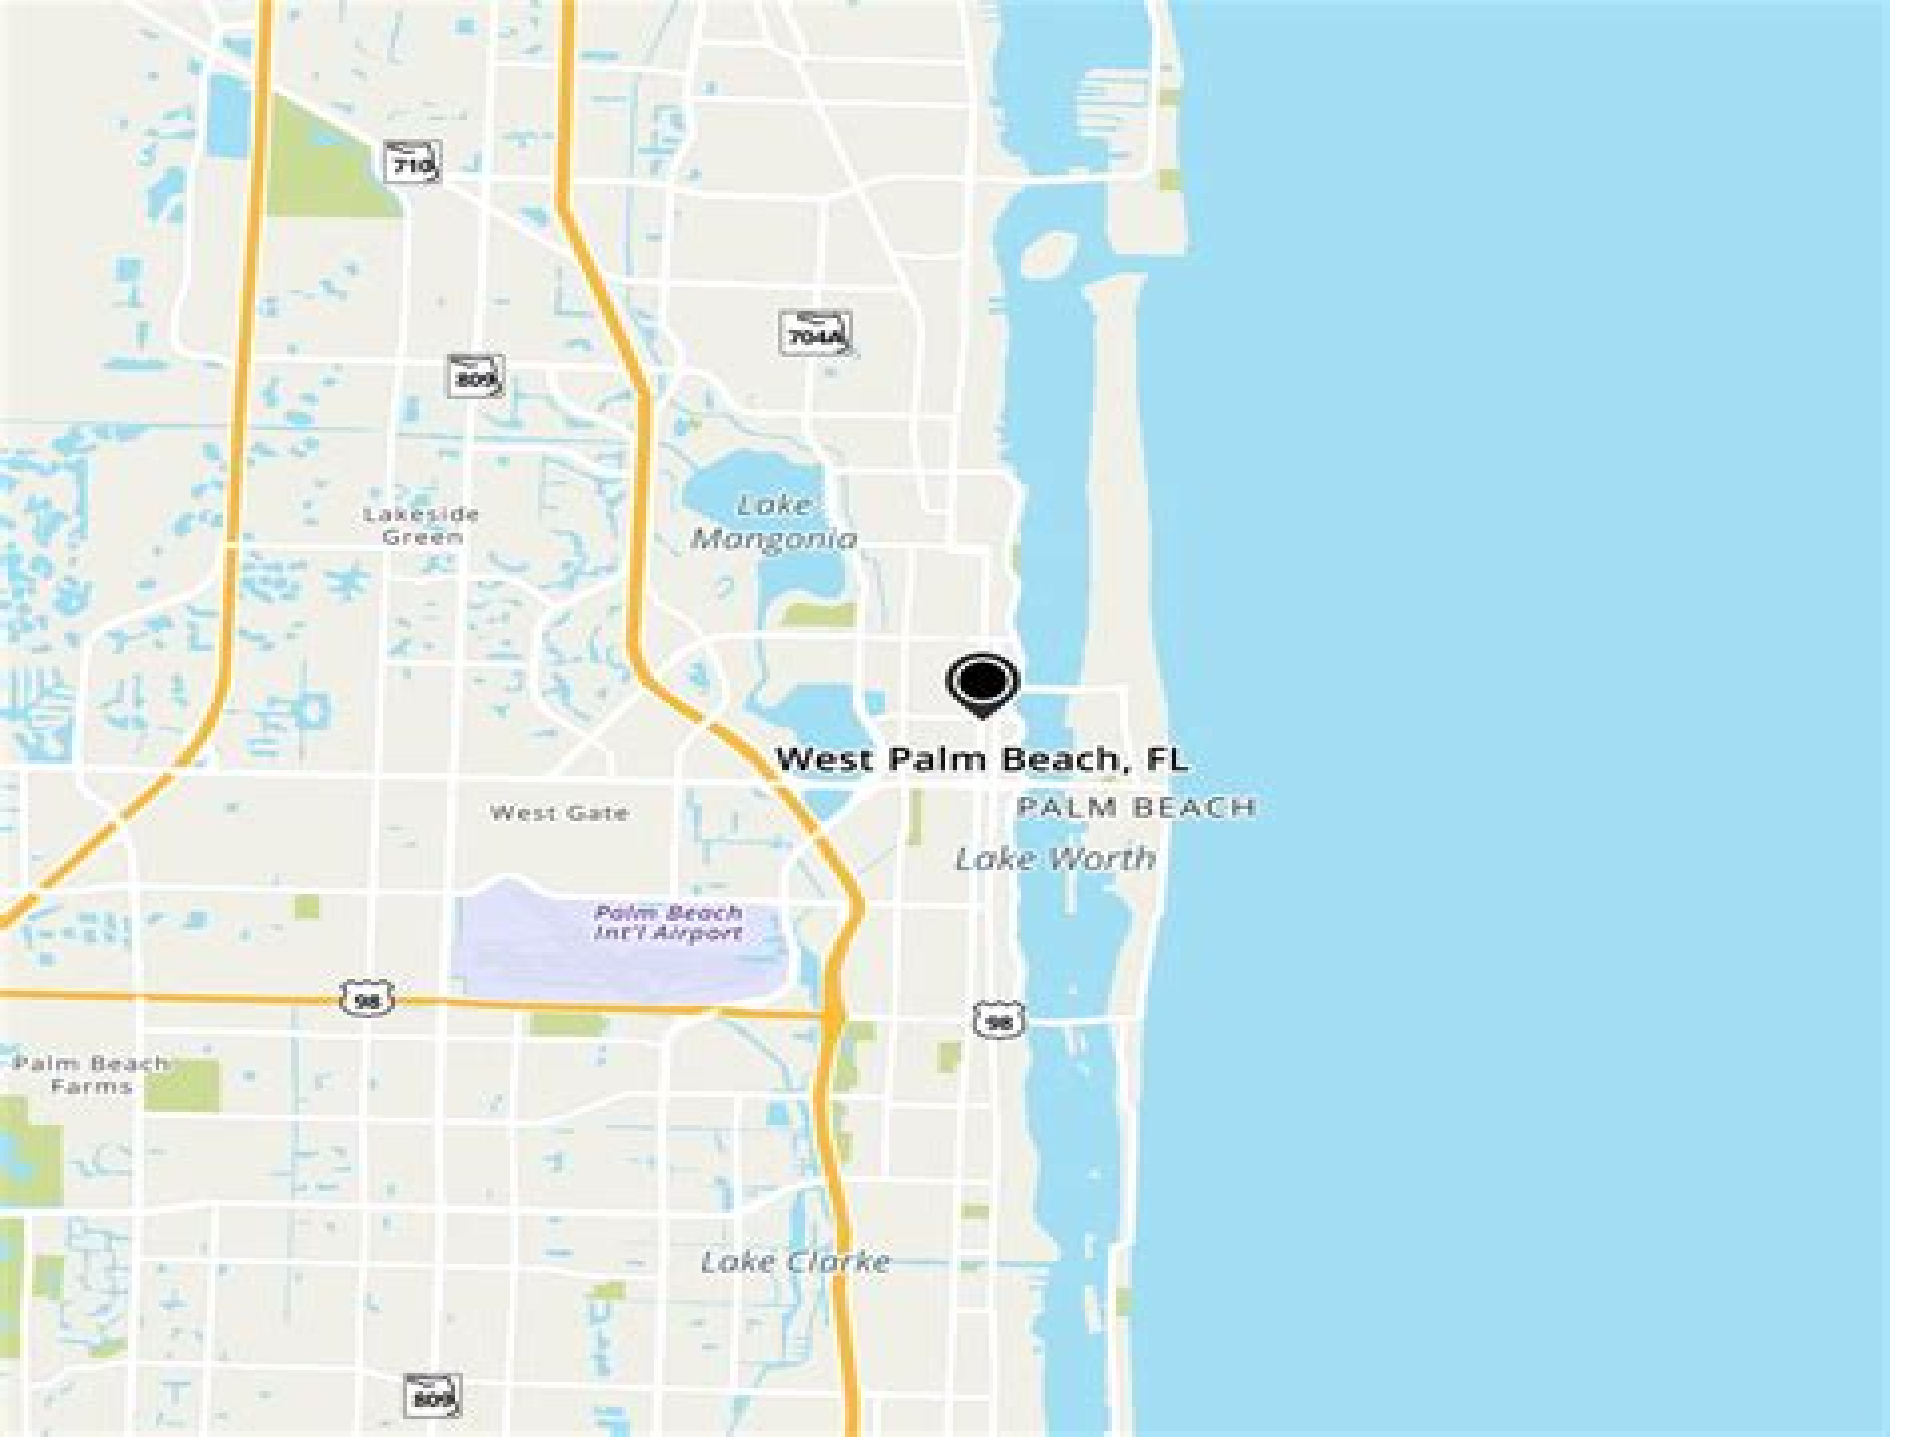 710
704A
809
Lake
Mangonia
Lakeside
Green
West Palm Beach, FL
PALM BEACH
West Gate
Lake Worth
Palm Beach
Int'l Airport
98
98
Palm Beach
Farms
Lake Clarke
809